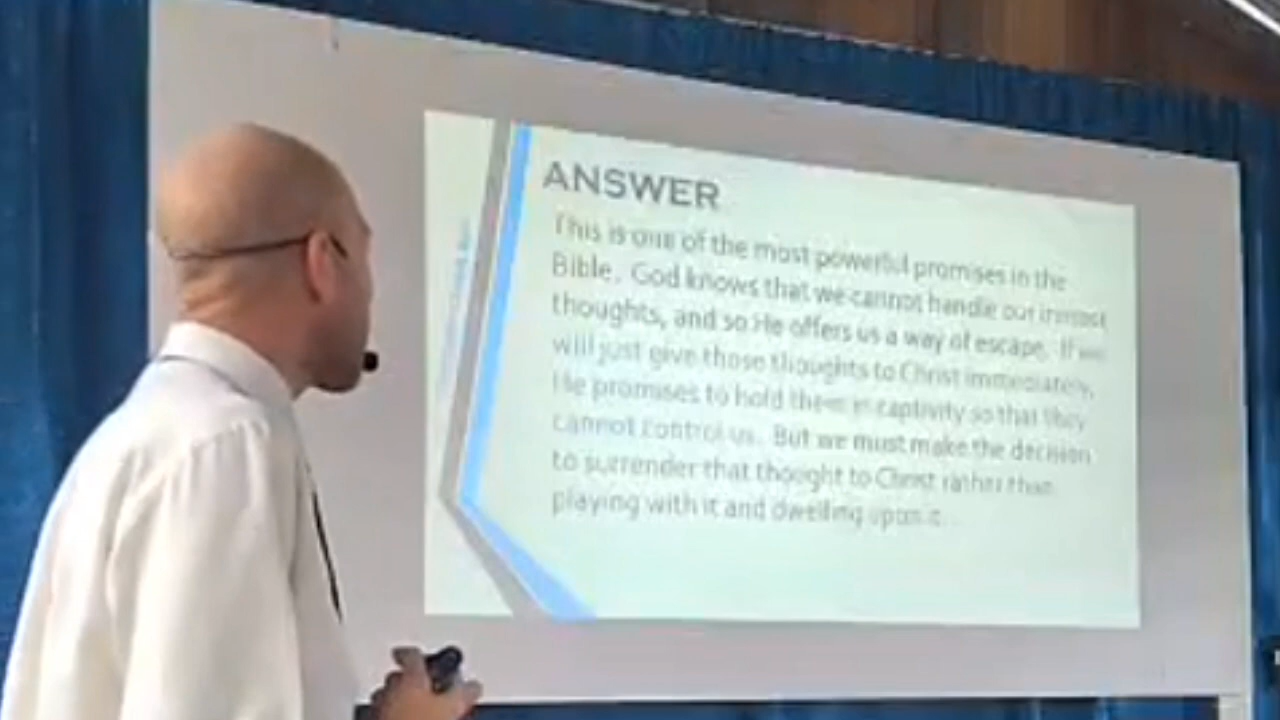 ANSWER
This is one of the most powerful promises in the
Bible. God knows that we cannot handle our
thoughts, and so He offers us a way of escape. If we
will just give those thoughts to Christ immediately,
He promises to hold them in captivity so that they
cannot control us. But we must make the decision
to surrender that thought to Christ rather than
playing with it and dwelling upon it.